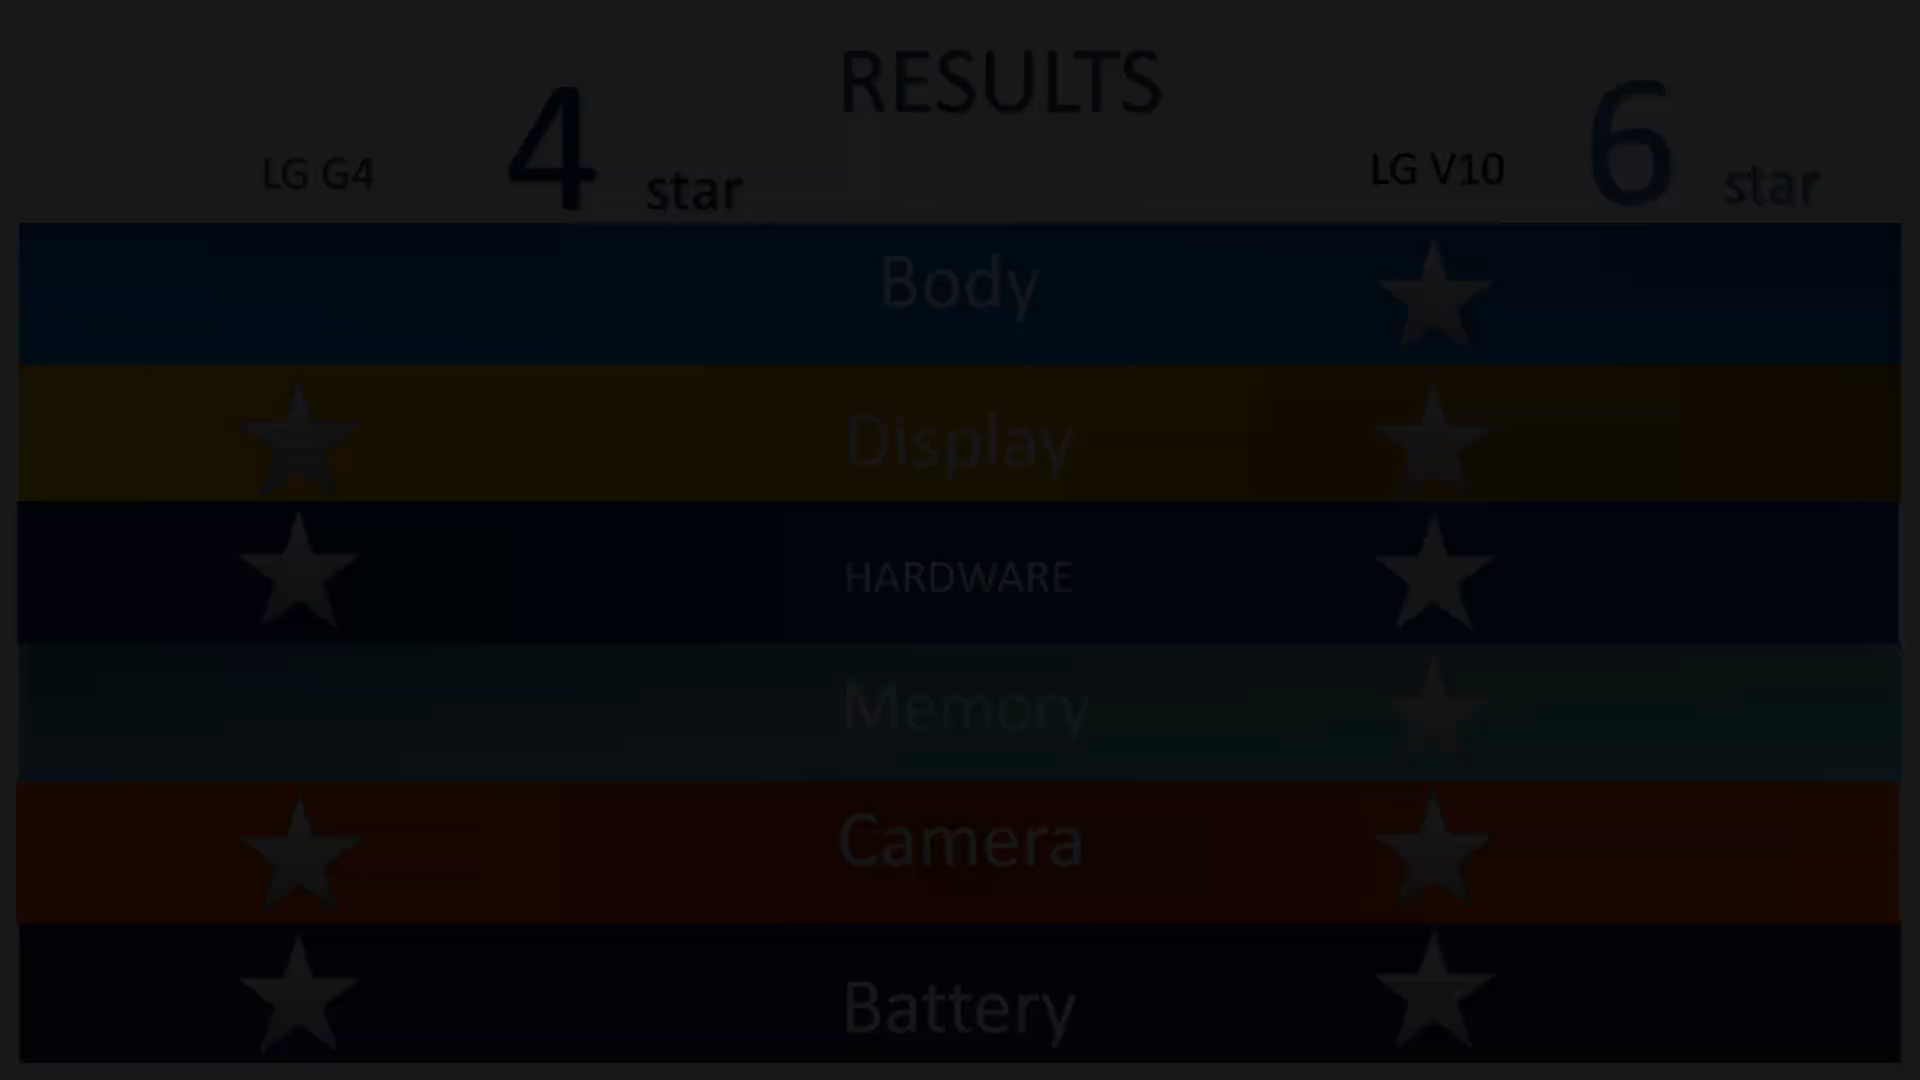 RESULTS
LG G4 4 star
LG V10 6 star
Body
Display
HARDWARE
Memory
Camera
Battery